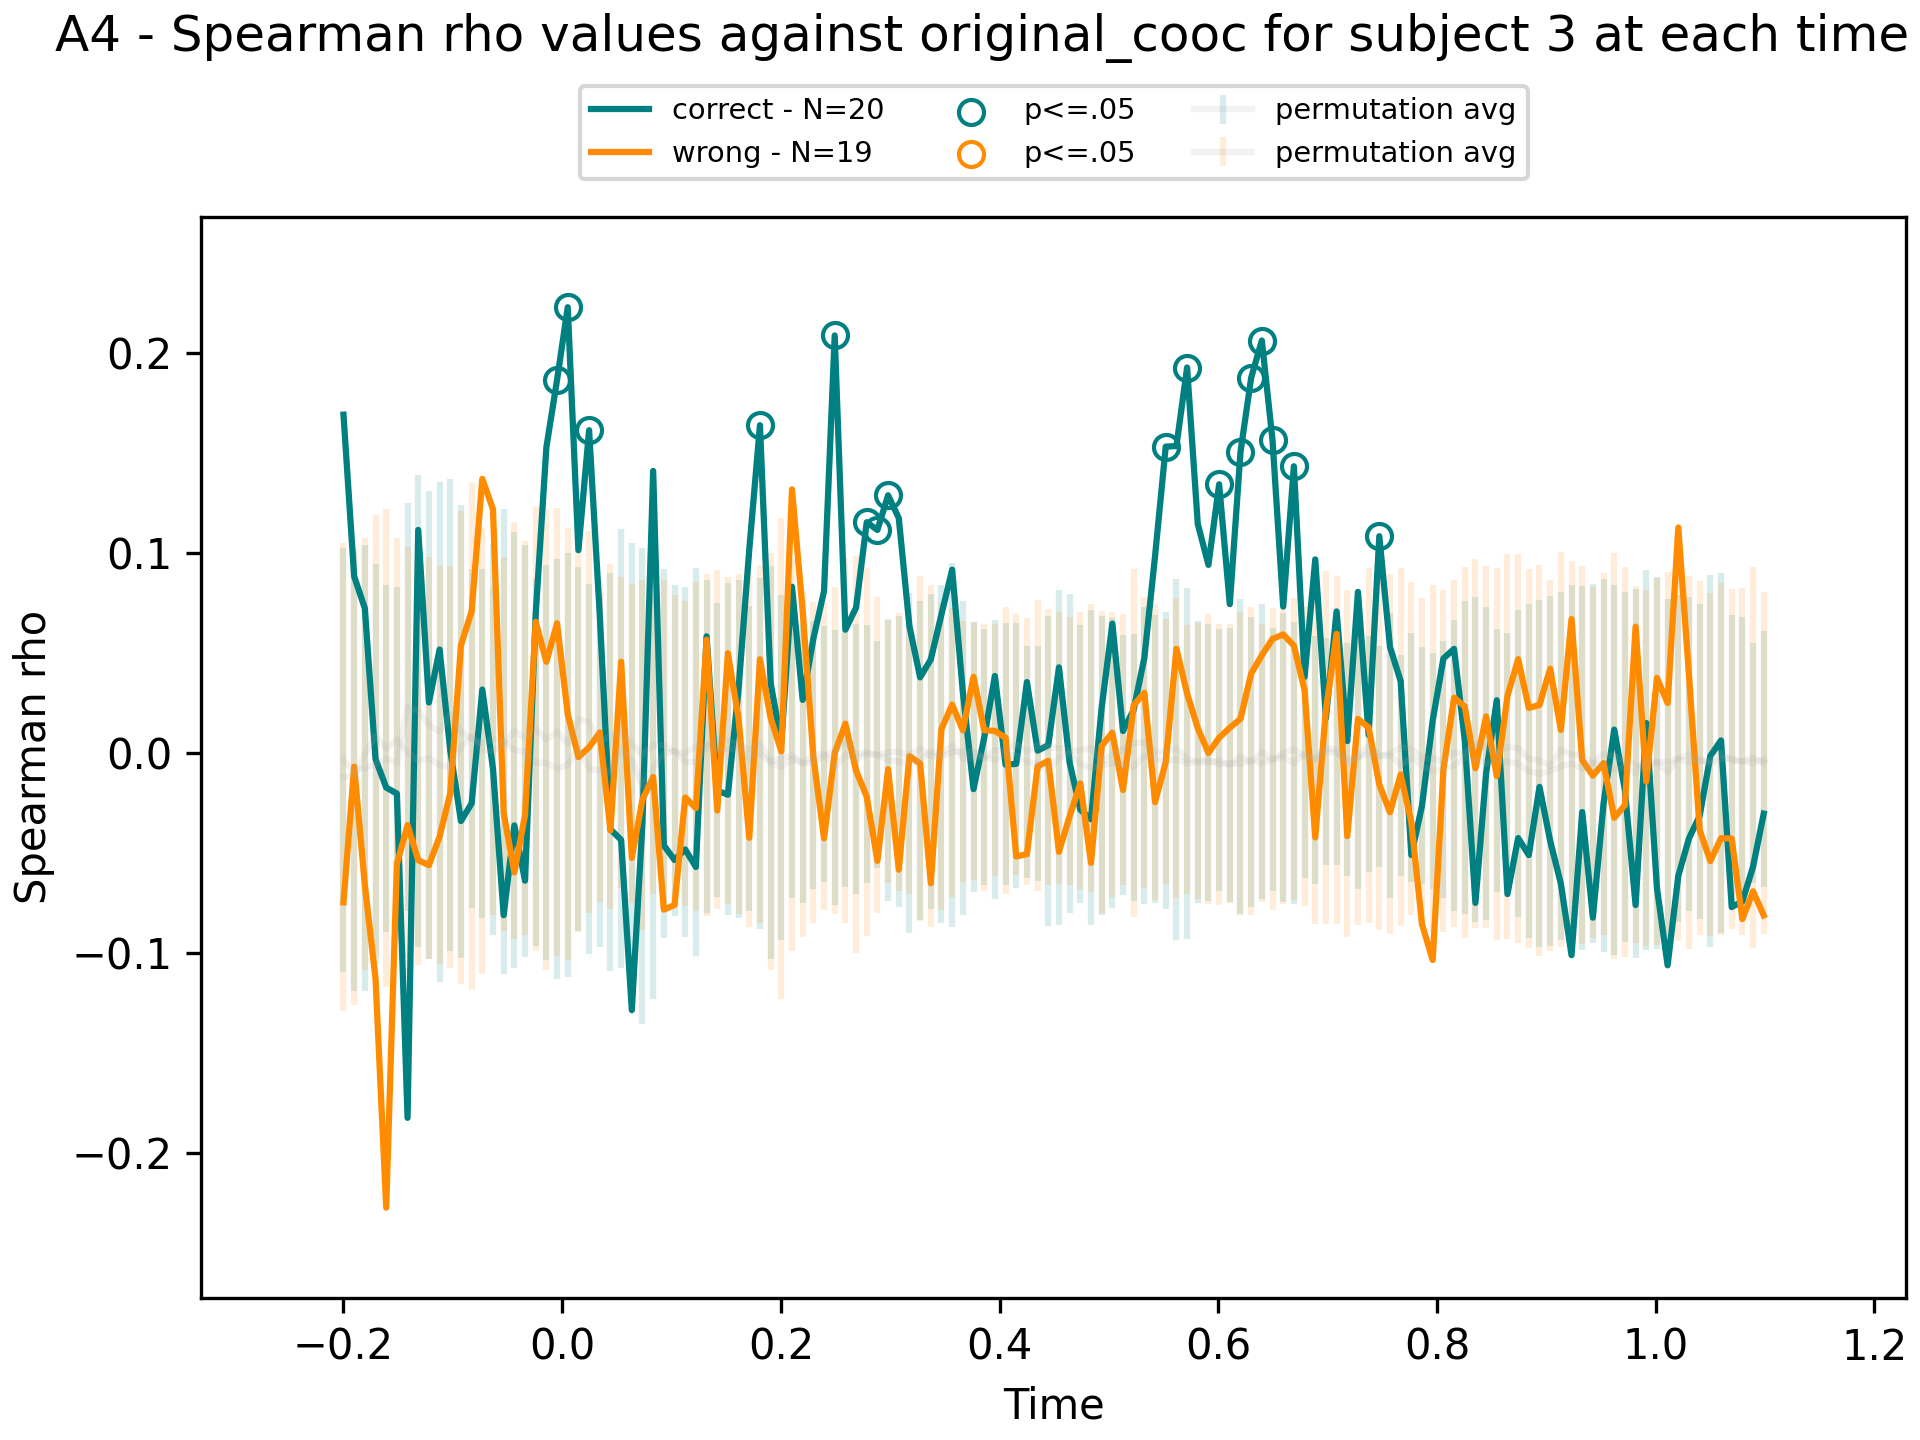 A4 - Spearman rho values against original_cooc for subject 3 at each time
correct - N=20
wrong - N=19
p<=.05
p<=.05
permutation avg
permutation avg
Spearman rho
0.2
0.1
0.0
−0.1
−0.2
−0.2 0.0 0.2 0.4 0.6 0.8 1.0 1.2
Time